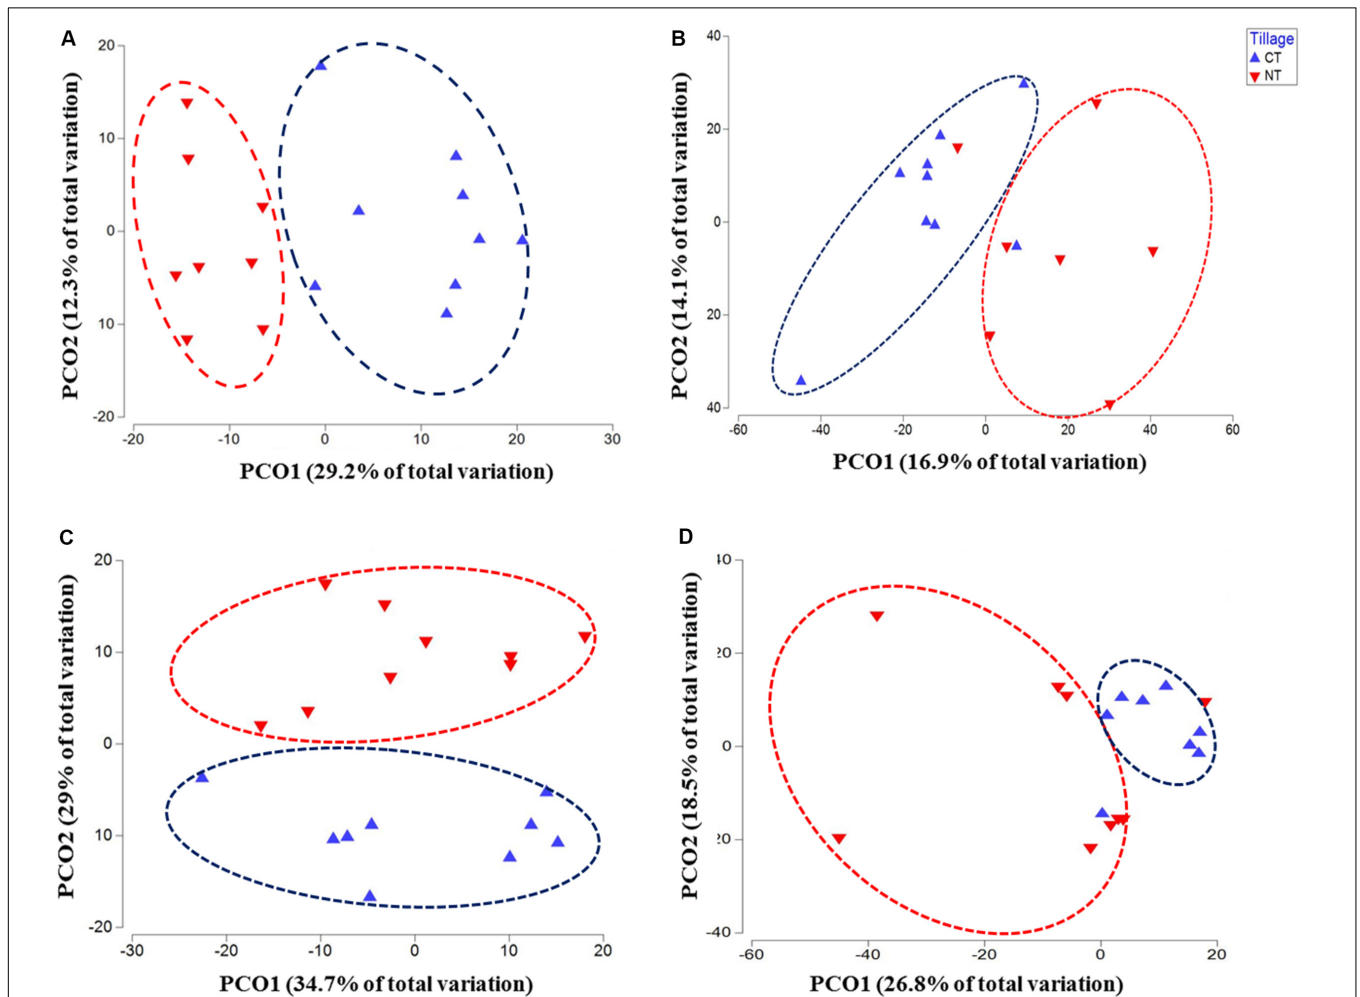 A
PCO2 (12.3% of total variation)
20
10
0
10
-20
-20 -10 0 10 20 30
PCO1 (29.2% of total variation)
B
PCO2 (14.1% of total variation)
40
20
0
20
40
-60 -40 -20 0 20 40 60
PCO1 (16.9% of total variation)
Tillage
CT
NT
C
PCO2 (29% of total variation)
20
10
0
10
-20
-30 -20 -10 0 10 20
PCO1 (34.7% of total variation)
D
PCO2 (18.5% of total variation)
40
20
0
20
-40
-60 -40 -20 0 20
PCO1 (26.8% of total variation)